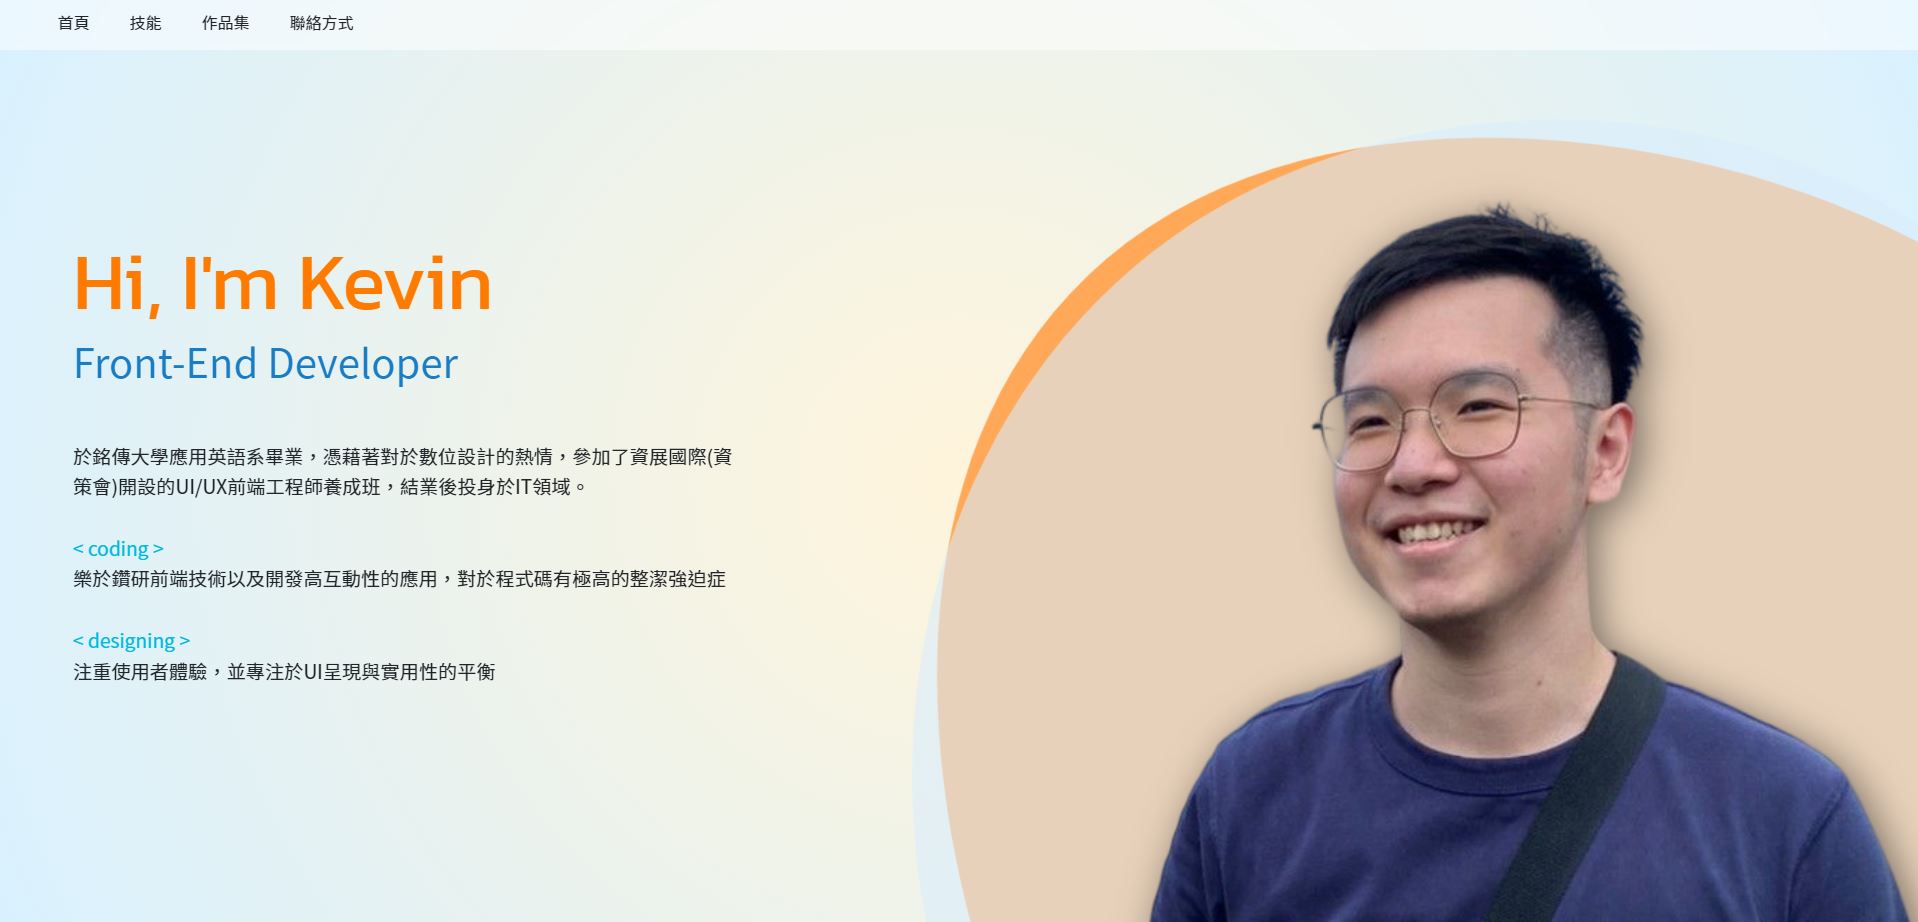 首頁 技能 作品集 聯絡方式
Hi, I'm Kevin
Front-End Developer
於銘傳大學應用英語系畢業，憑藉著對於數位設計的熱情，參加了資展國際(資
策會)開設的UI/UX前端工程師養成班，結業後投身於IT領域。
< coding >
樂於鑽研前端技術以及開發高互動性的應用，對於程式碼有極高的整潔強迫症
< designing >
注重使用者體驗，並專注於UI呈現與實用性的平衡